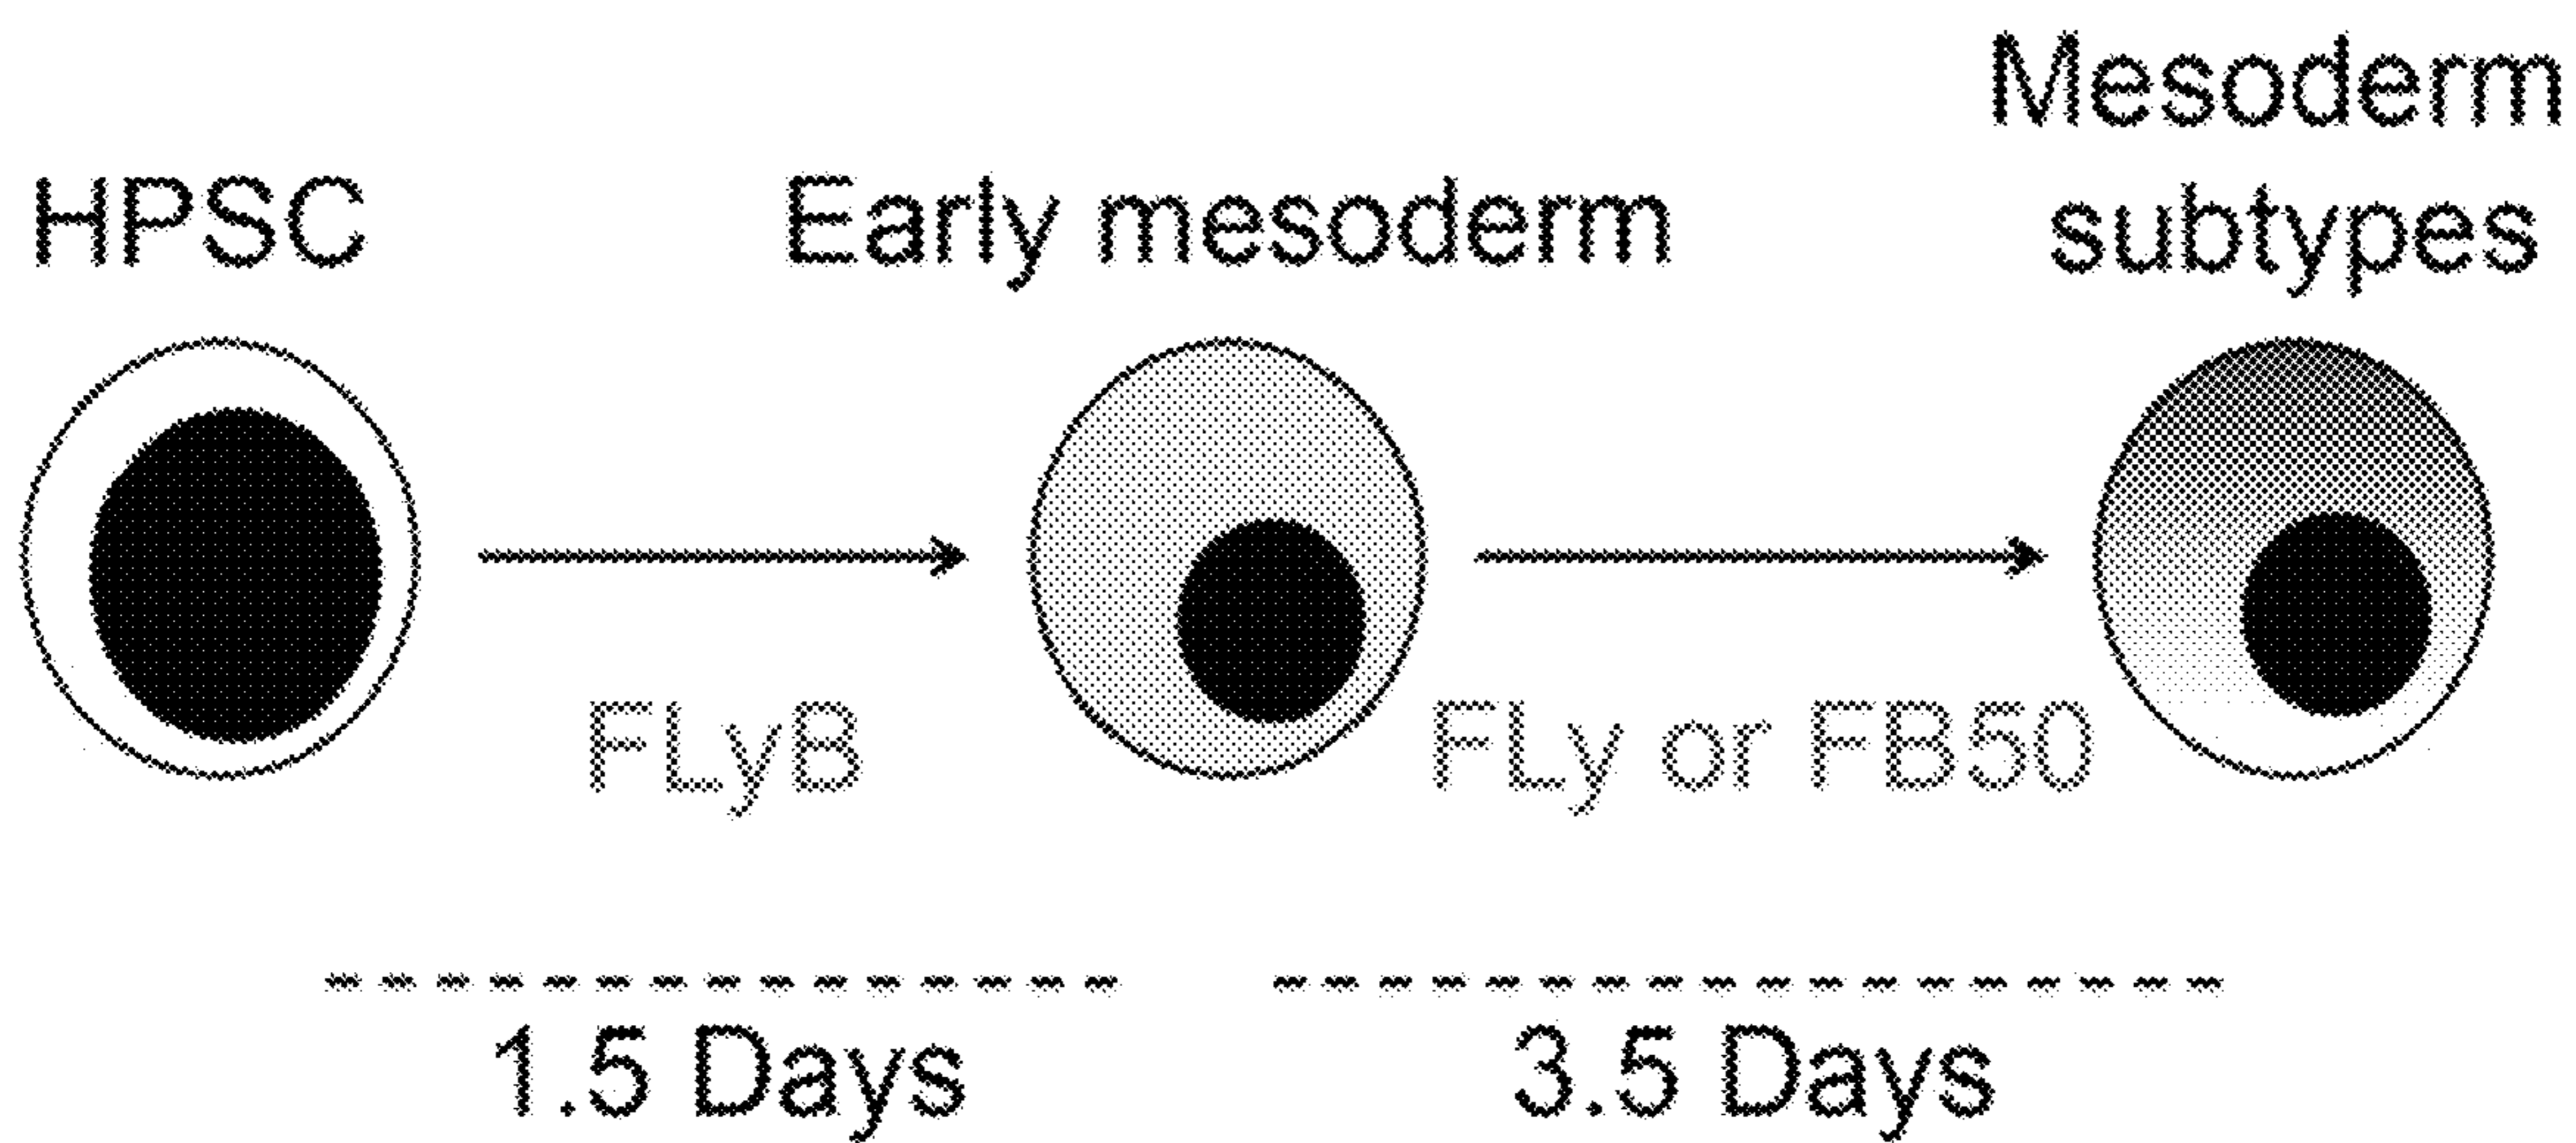 HPSC
Early mesoderm
Mesoderm
subtypes
FLyB
FLy or FB50
1.5 Days
3.5 Days